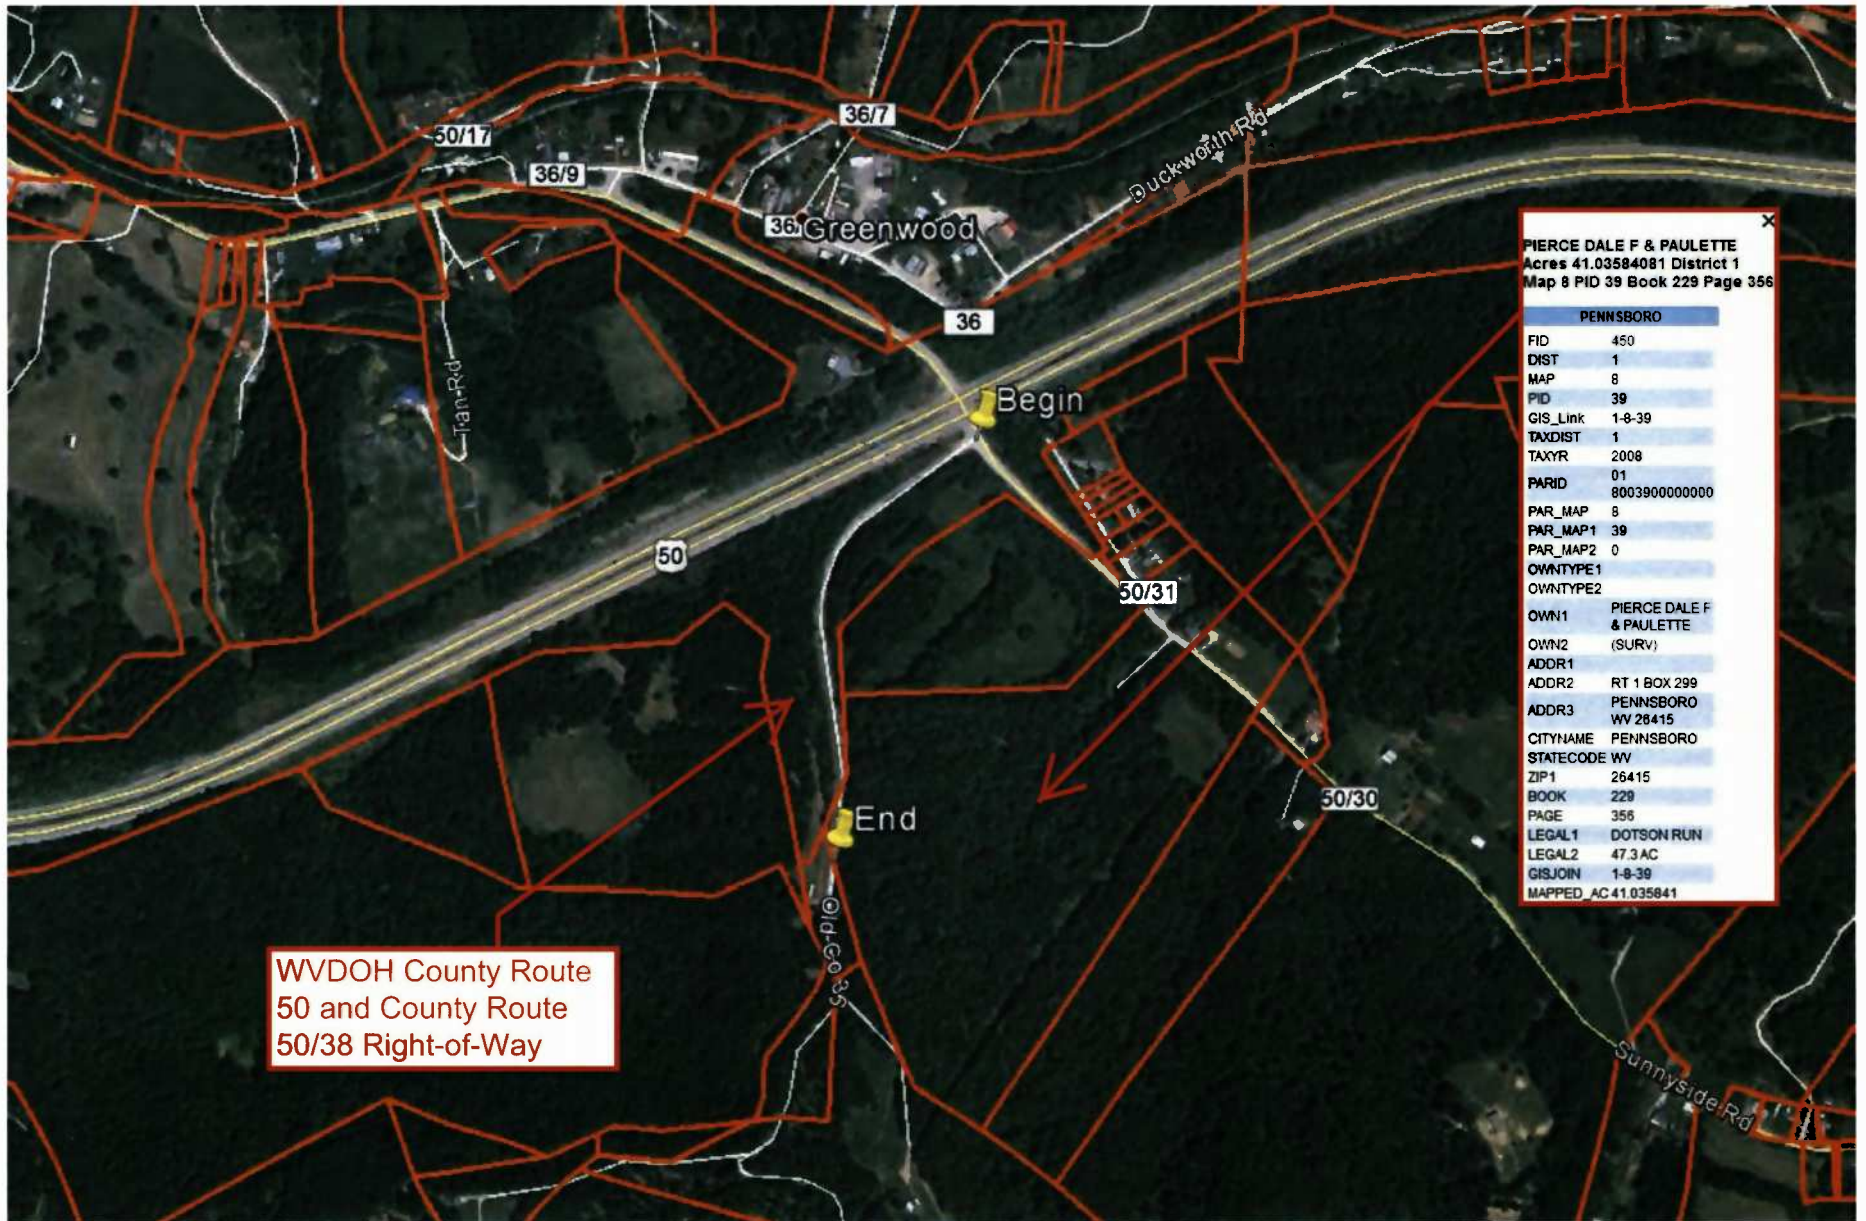 36/7
50/17
Duckworth Rd
36/9
36/
Greenwood
36
Begin
Tan-Rd
50
50/31
50/30
End
Old-Co-35
Sunnyside-Rd
WVDOH County Route
50 and County Route
50/38 Right-of-Way
X
PIERCE DALE F & PAULETTE
Acres 41.03584081 District 1
Map 8 PID 39 Book 229 Page 356
PENNSBORO
FID 450
DIST 1
MAP 8
PID 39
GIS_Link 1-8-39
TAXDIST 1
TAXYR 2008
PARID 01
8003900000000
PAR_MAP 8
PAR_MAP1 39
PAR_MAP2 0
OWNTYPE1
OWNTYPE2
OWN1 PIERCE DALE F
& PAULETTE
OWN2 (SURV)
ADDR1
ADDR2 RT 1 BOX 299
ADDR3 PENNSBORO
WV 26415
CITYNAME PENNSBORO
STATECODE WV
ZIP1 26415
BOOK 229
PAGE 356
LEGAL1 DOTSON RUN
LEGAL2 47.3 AC
GISJOIN 1-8-39
MAPPED_AC 41.035841